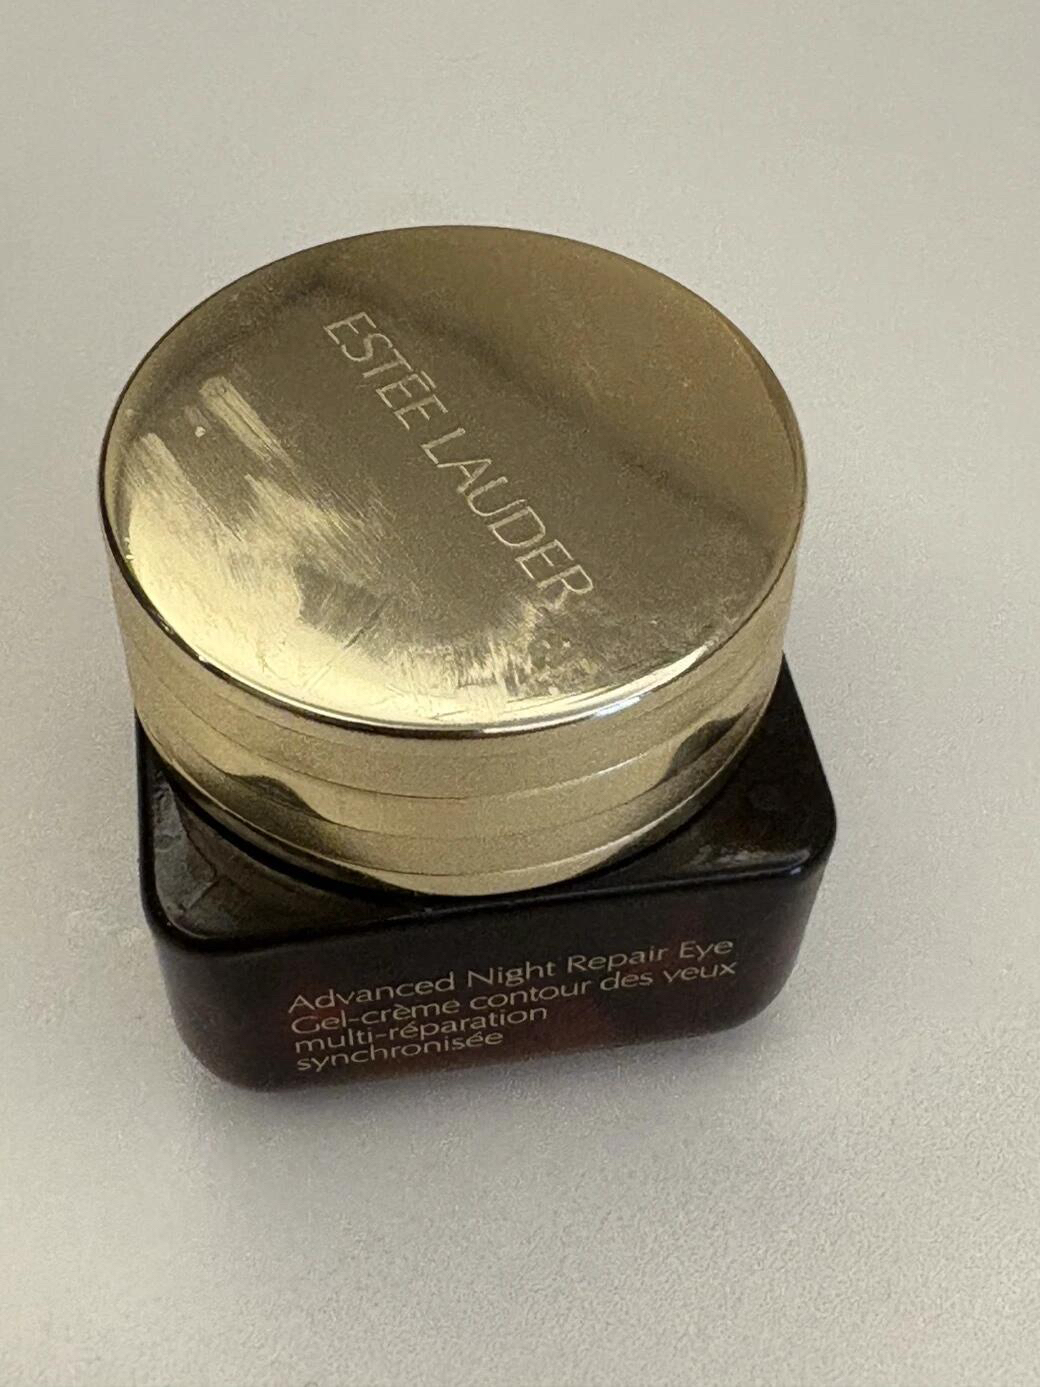 ESTĒE LAUDER
Advanced Night Repair Eye
Gel-crème contour des yeux
multi-réparation
synchronisée